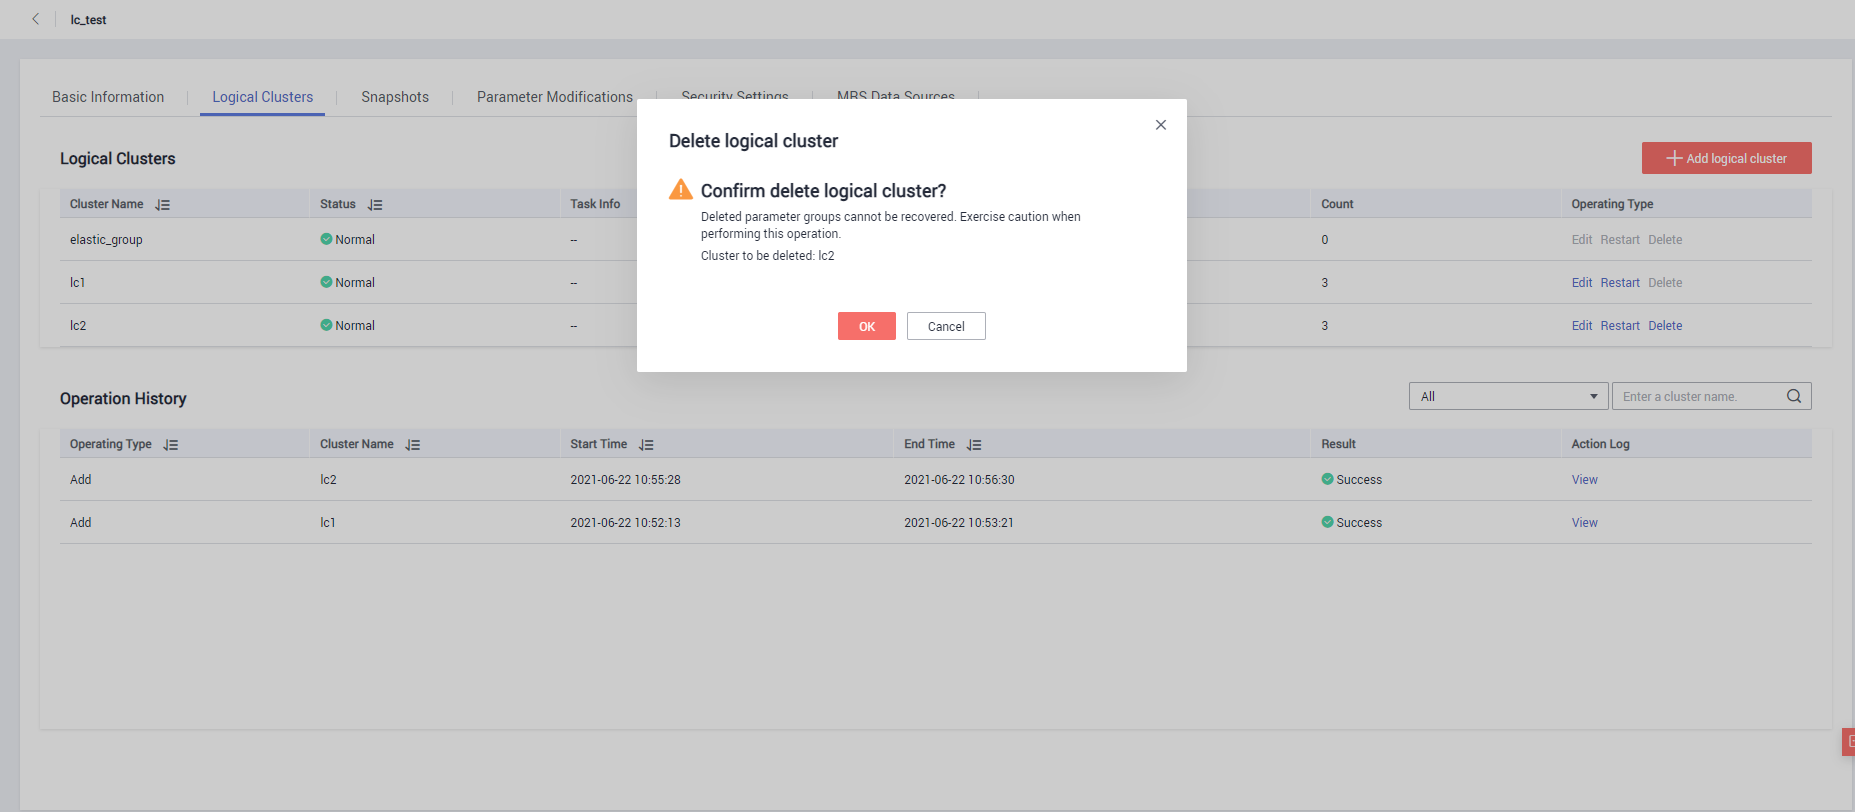 lc_test
Basic Information Logical Clusters Snapshots Parameter Modifications Security Settings MRS Data Sources
Delete logical cluster
Logical Clusters
Add logical cluster
Confirm delete logical cluster?
Deleted parameter groups cannot be recovered. Exercise caution when
performing this operation.
Cluster to be deleted: lc2
OK Cancel
Cluster Name Status Task Info Count Operating Type
elastic_group Normal -- 0 Edit Restart Delete
lc1 Normal -- 3 Edit Restart Delete
lc2 Normal -- 3 Edit Restart Delete
Operation History
All Enter a cluster name.
Operating Type Cluster Name Start Time End Time Result Action Log
Add lc2 2021-06-22 10:55:28 2021-06-22 10:56:30 Success View
Add lc1 2021-06-22 10:52:13 2021-06-22 10:53:21 Success View